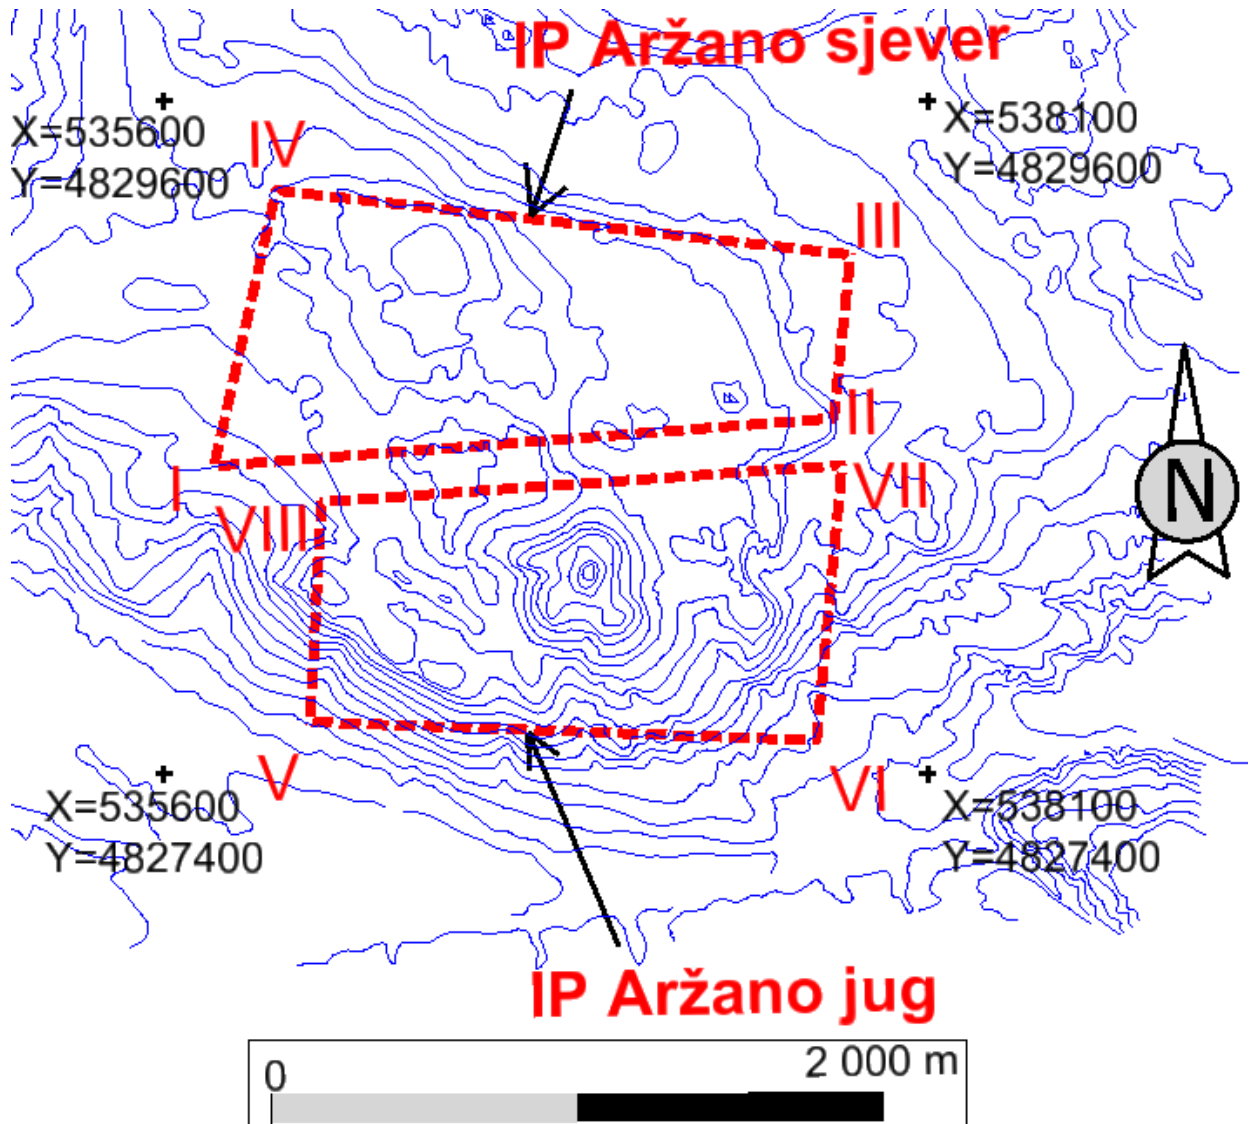 IP Aržano sjever
X=535600
Y=4829600
X=538100
Y=4829600
IV
III
II
I
VII
VIII
N
V
VI
X=535600
Y=4827400
X=538100
Y=4827400
IP Aržano jug
0
2 000 m